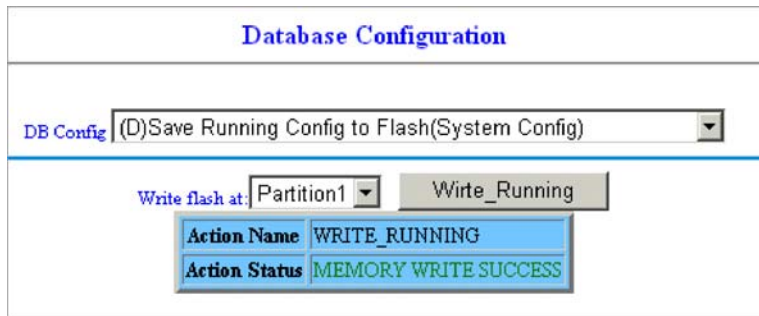 Database Configuration
DB Config (D)Save Running Config to Flash(System Config)
Write flash at: Partition1 Wirte_Running
Action Name WRITE_RUNNING
Action Status MEMORY WRITE SUCCESS